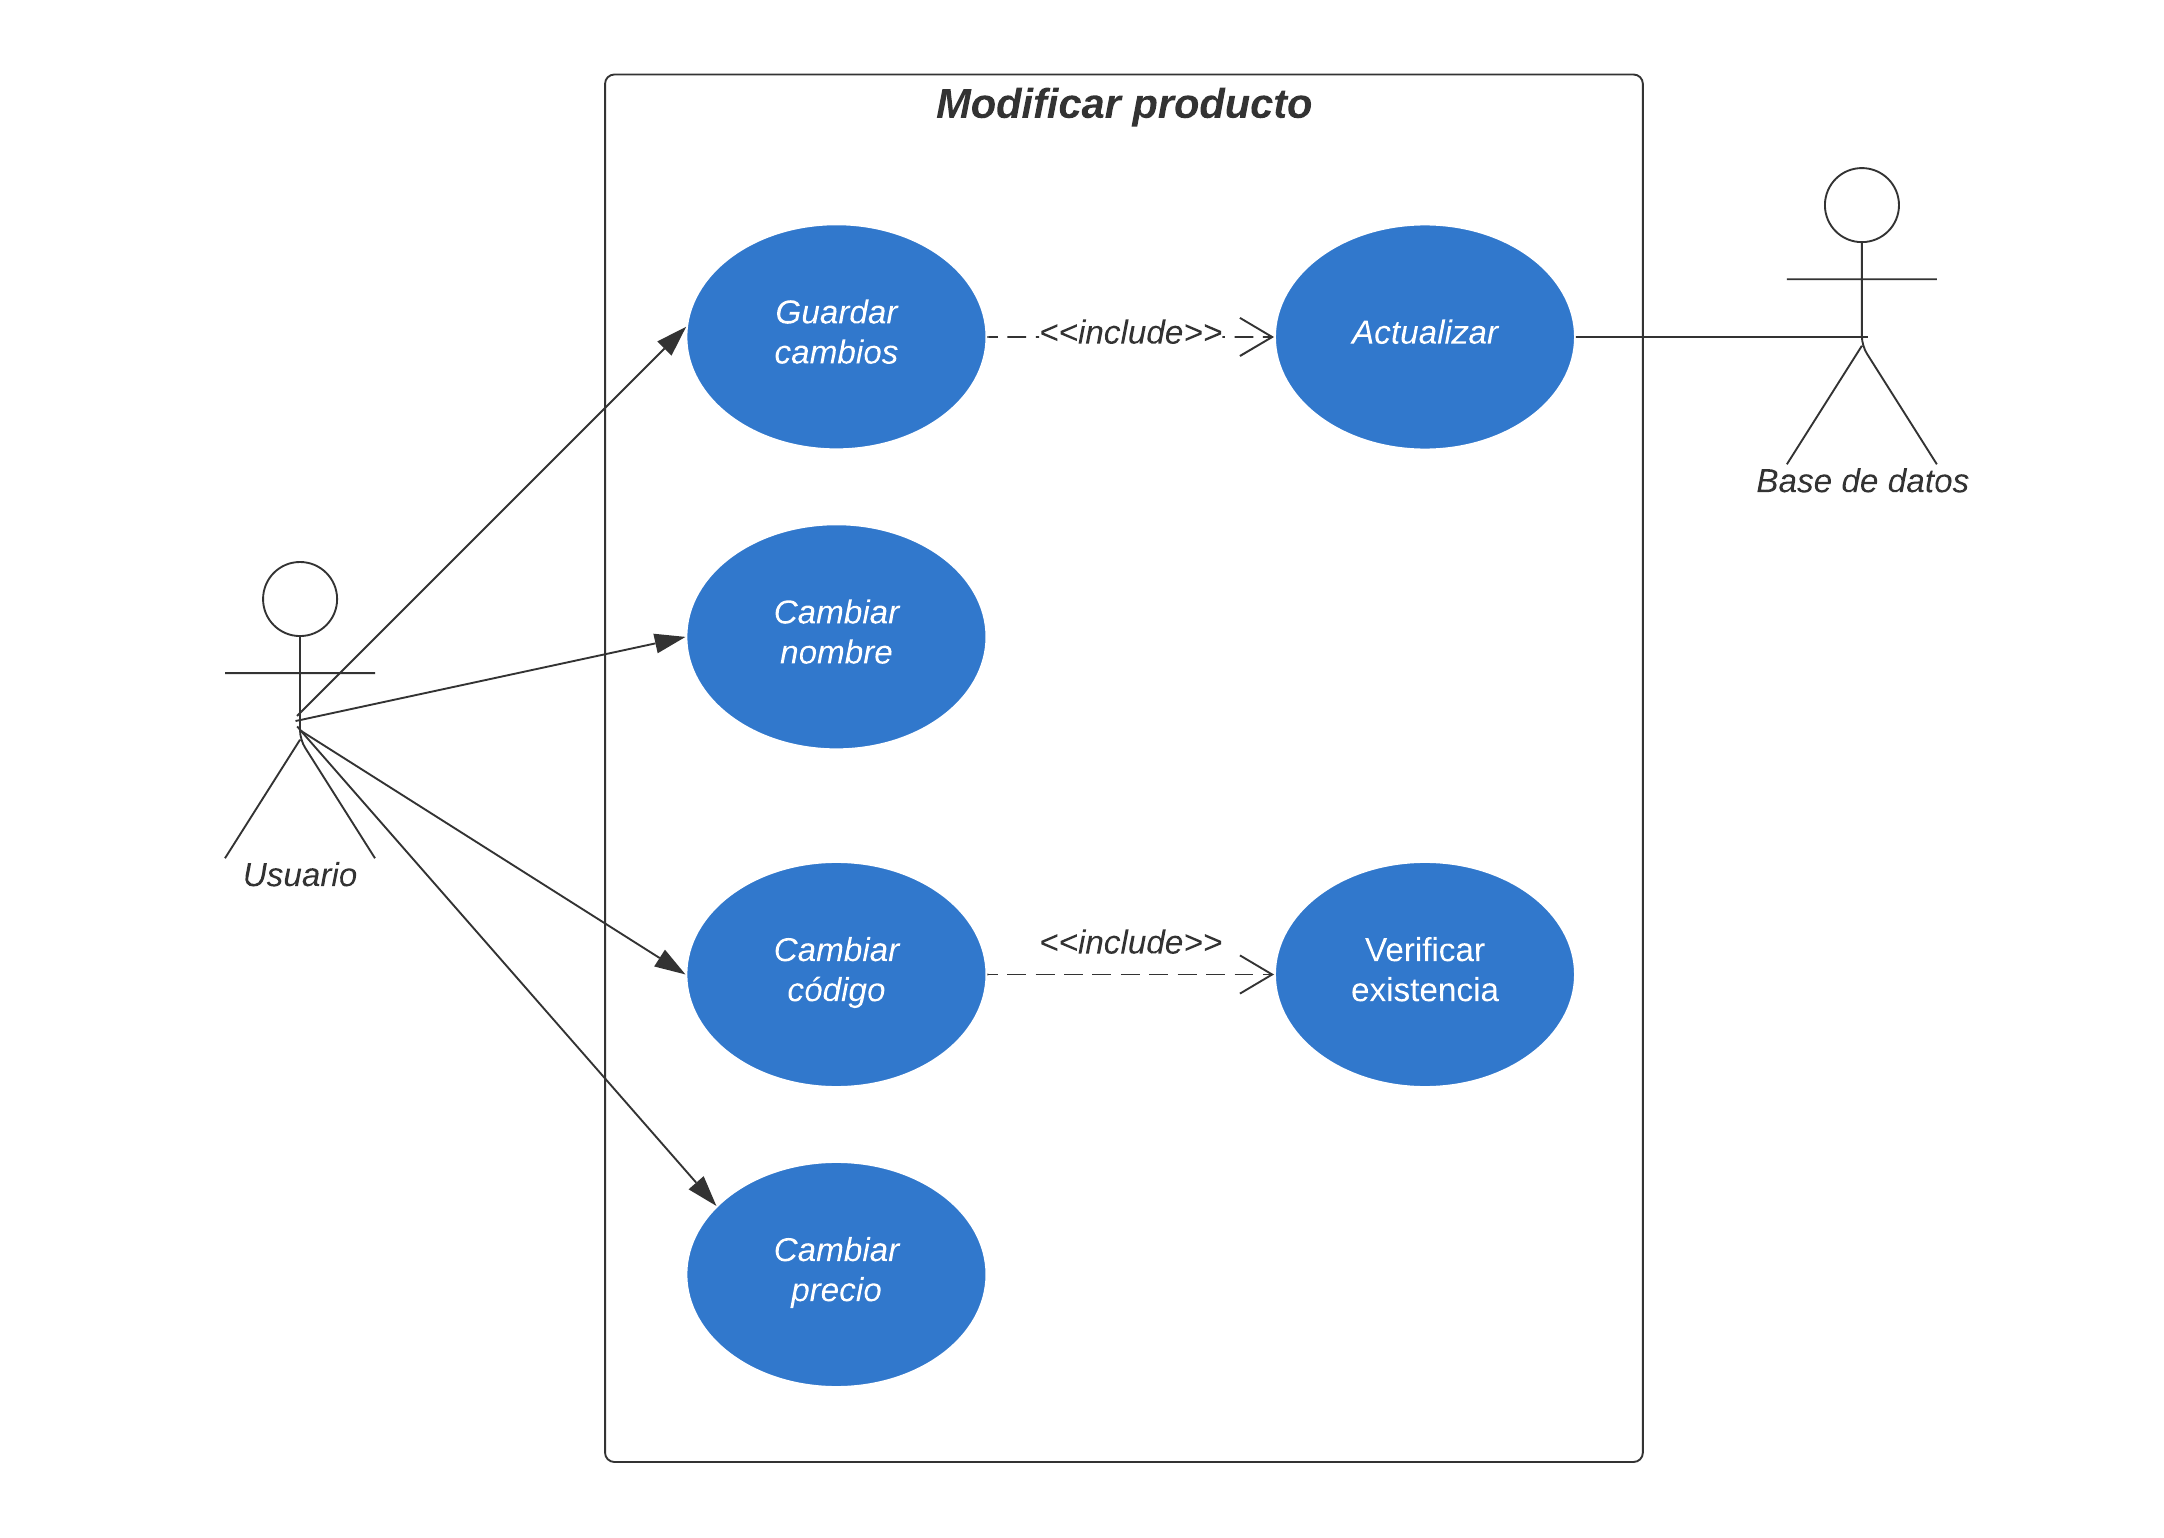 Modificar producto
Guardar
cambios
<<include>>
Actualizar
Base de datos
Cambiar
nombre
Usuario
Cambiar
código
<<include>>
Verificar
existencia
Cambiar
precio